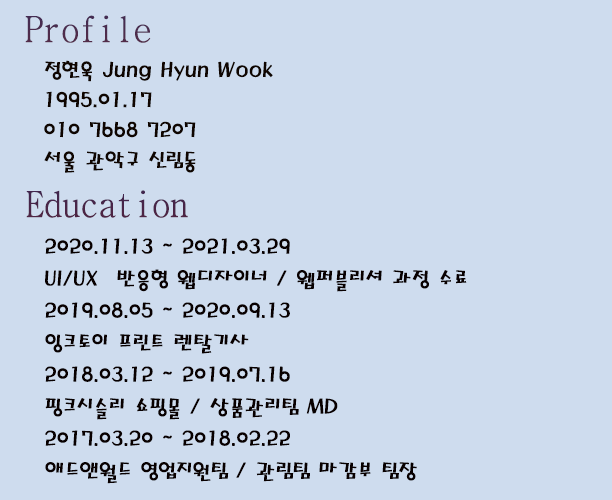 Profile
정현욱 Jung Hyun Wook
1995.01.17
010 7668 7207
서울 관악구 신림동
Education
2020.11.13 ~ 2021.03.29
UI/UX 반응형 웹디자이너 / 웹퍼블리셔 과정 수료
2019.08.05 ~ 2020.09.13
잉크토이 프린트 렌탈기사
2018.03.12 ~ 2019.07.16
핑크시슬리 쇼핑몰 / 상품관리팀 MD
2017.03.20 ~ 2018.02.22
애드앤월드 영업지원팀 / 관림팀 마감부 팀장